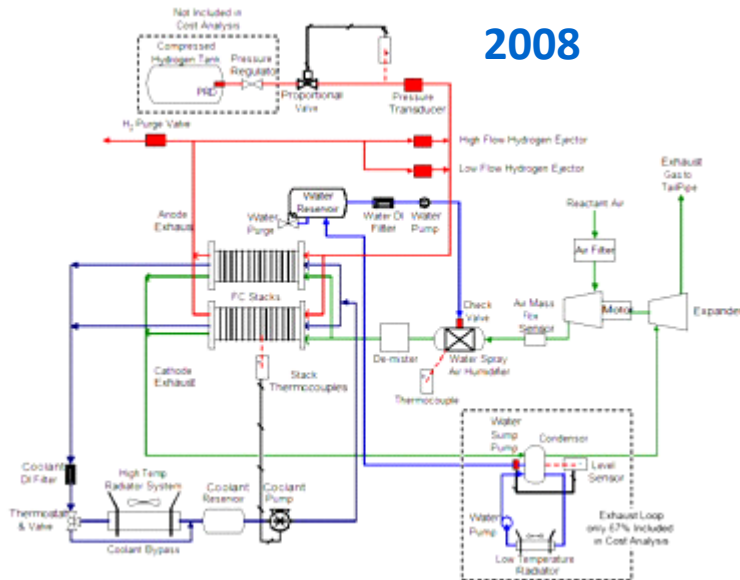 2008
Not Included in
Cost Analysis
Compressed
Hydrogen Tank
PRD
Pressure
Regulator
Proportional
Valve
Pressure
Transducer
H2 Purge Valve
High Flow Hydrogen Ejector
Low Flow Hydrogen Ejector
Exhaust
Gas to
TailPipe
Water
Reservoir
Water
Purge
Water DI
Filter
Water
Pump
Reactant Air
Air Filter
Anode
Exhaust
FC Stacks
Check
Valve
Air Mass
Flow
Sensor
Motor
Expander
De-mister
Water Spray
Air Humidifier
Cathode
Exhaust
Stack
Thermocouples
Thermocouple
Water
Sump
Pump
Condensor
Level
Sensor
Coolant
DI Filter
High Temp
Radiator System
Coolant
Reservoir
Coolant
Pump
Thermostat
& Valve
Coolant Bypass
Water
Pump
Low Temperature
Radiator
Exhaust Loop
only 67% Included
in Cost Analysis